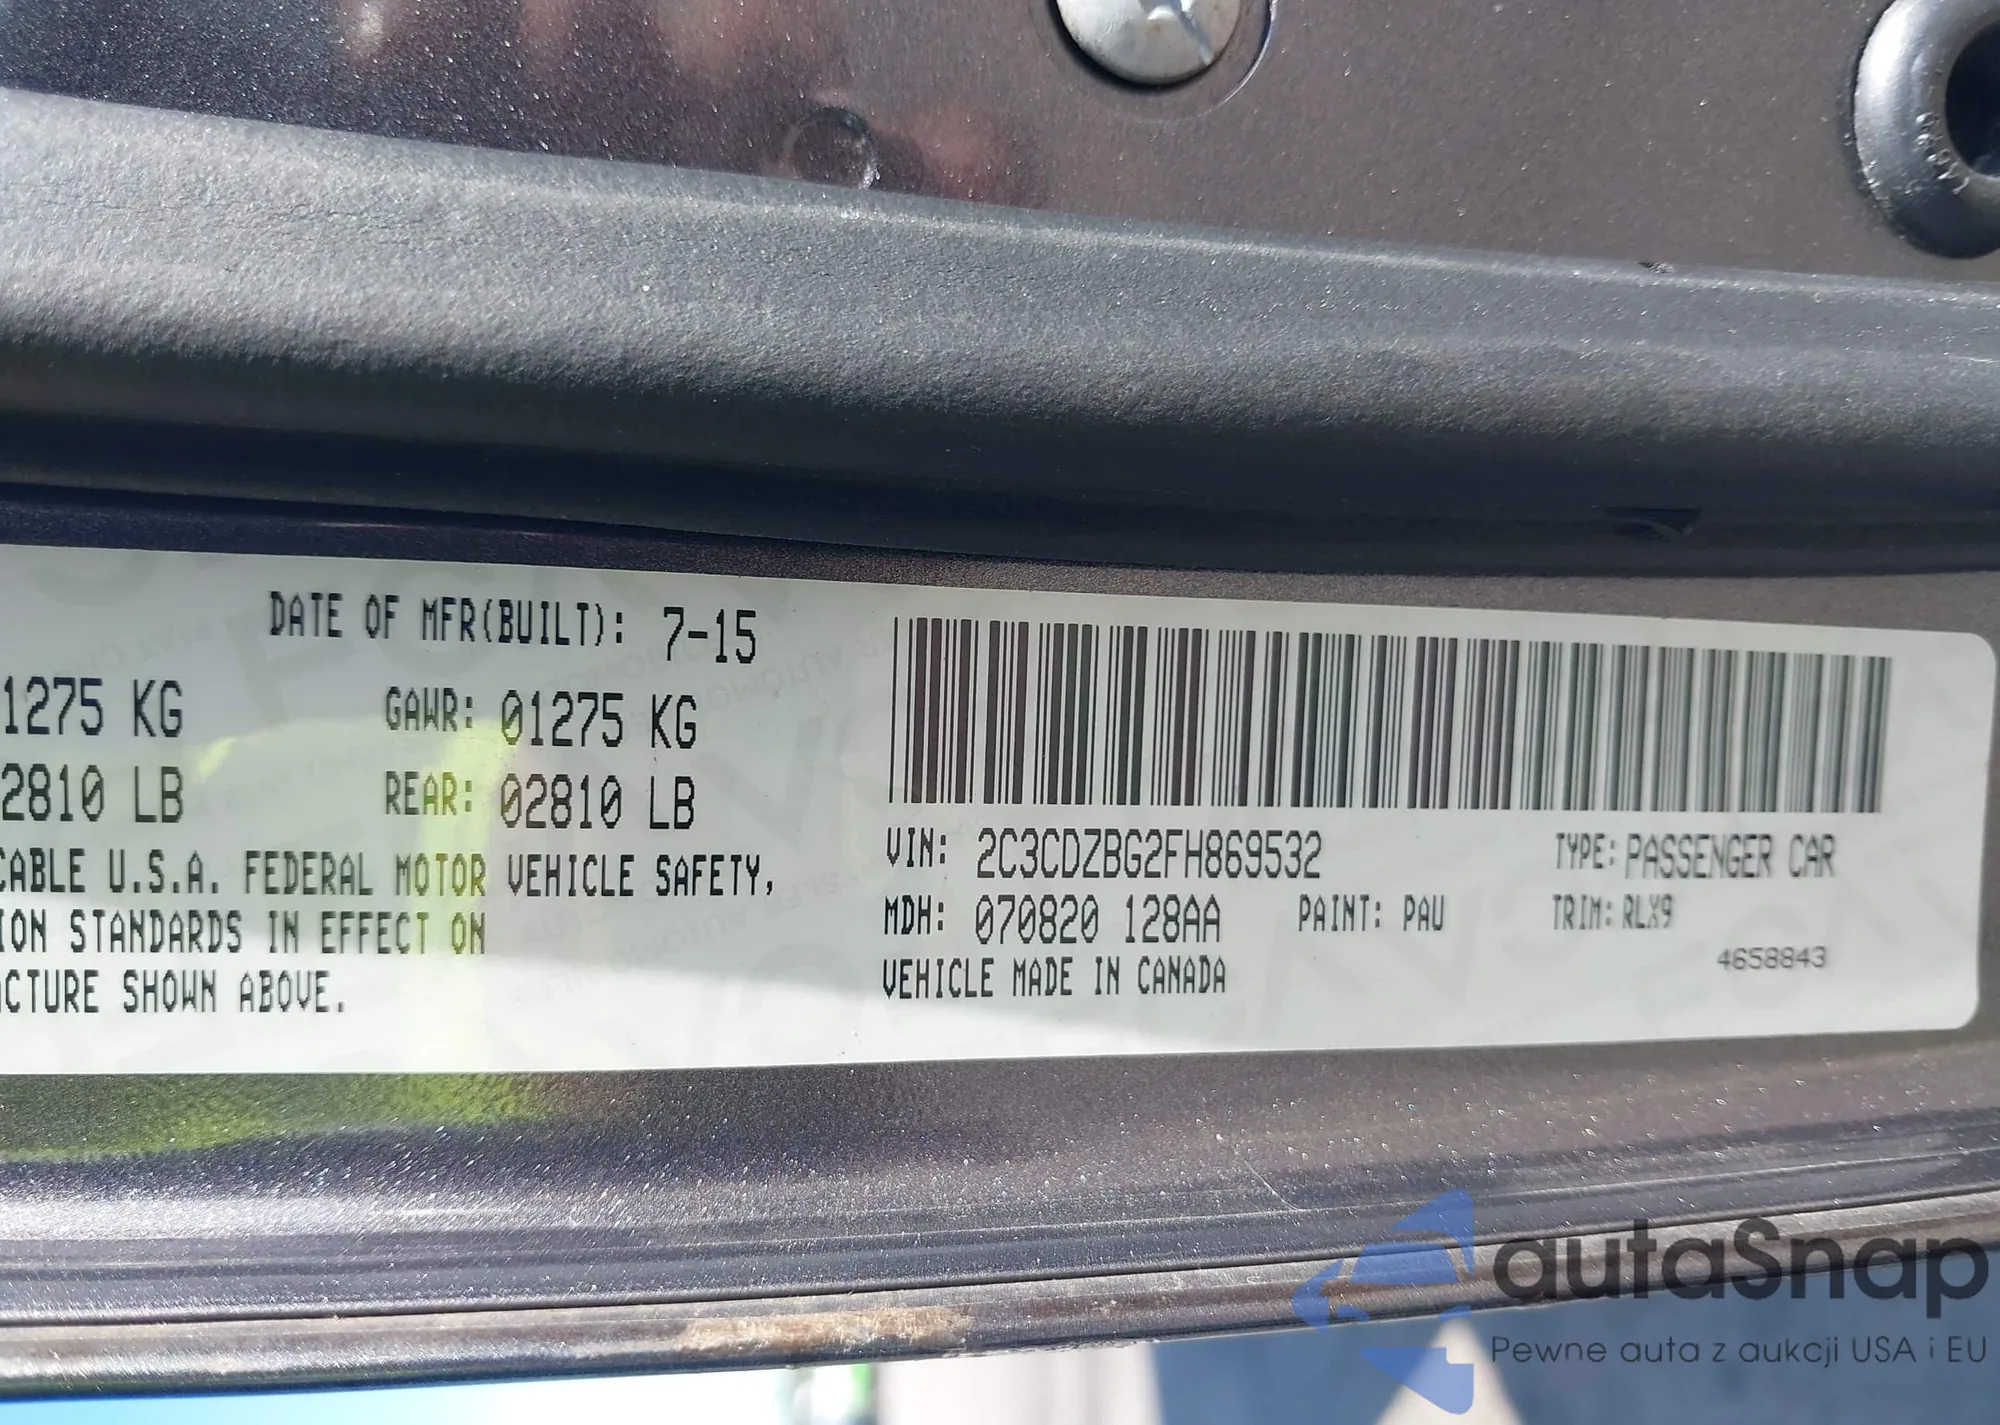 DATE OF MFR(BUILT): 7-15
1275 KG GAWR: 01275 KG
2810 LB REAR: 02810 LB
CABLE U.S.A. FEDERAL MOTOR VEHICLE SAFETY,
ION STANDARDS IN EFFECT ON
CTURE SHOWN ABOVE.
VIN: 2C3CDZBG2FH869532 TYPE: PASSENGER CAR
MDH: 070820 128AA PAINT: PAU TRIM: RLX9
4658843
VEHICLE MADE IN CANADA
autaSnap
Pewne auta z aukcji USA i EU